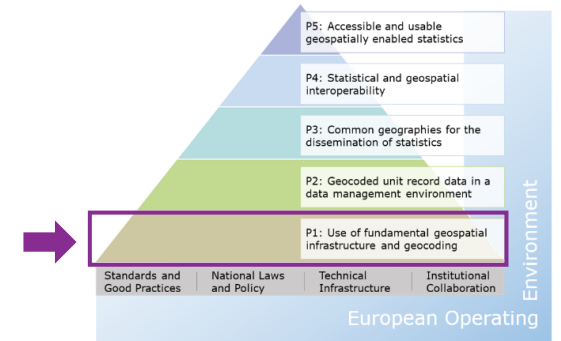 P5: Accessible and usable
geospatially enabled statistics
P4: Statistical and geospatial
interoperability
P3: Common geographies for the
dissemination of statistics
P2: Geocoded unit record data in a
data management environment
P1: Use of fundamental geospatial
infrastructure and geocoding
Standards and
Good Practices
National Laws
and Policy
Technical
Infrastructure
Institutional
Collaboration
European Operating
Environment